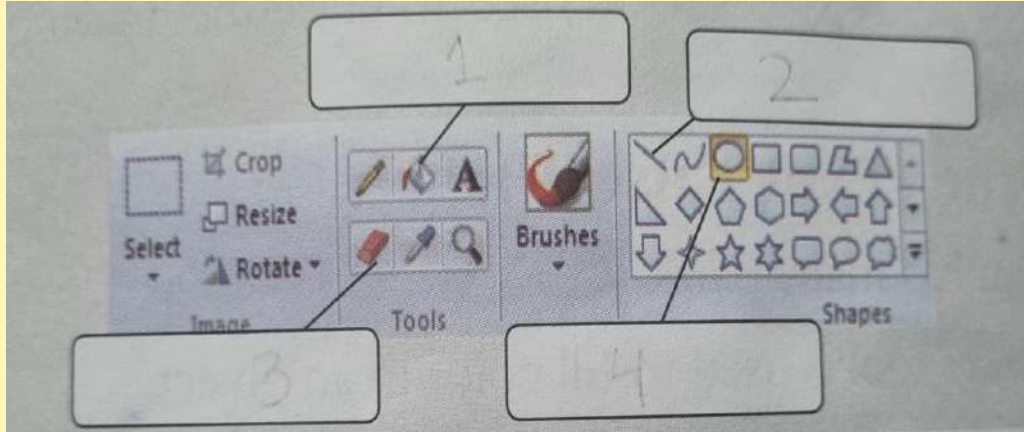 1
2
Crop
Resize
Select
Rotate
A
Brushes
Image
Tools
Shapes
3
4